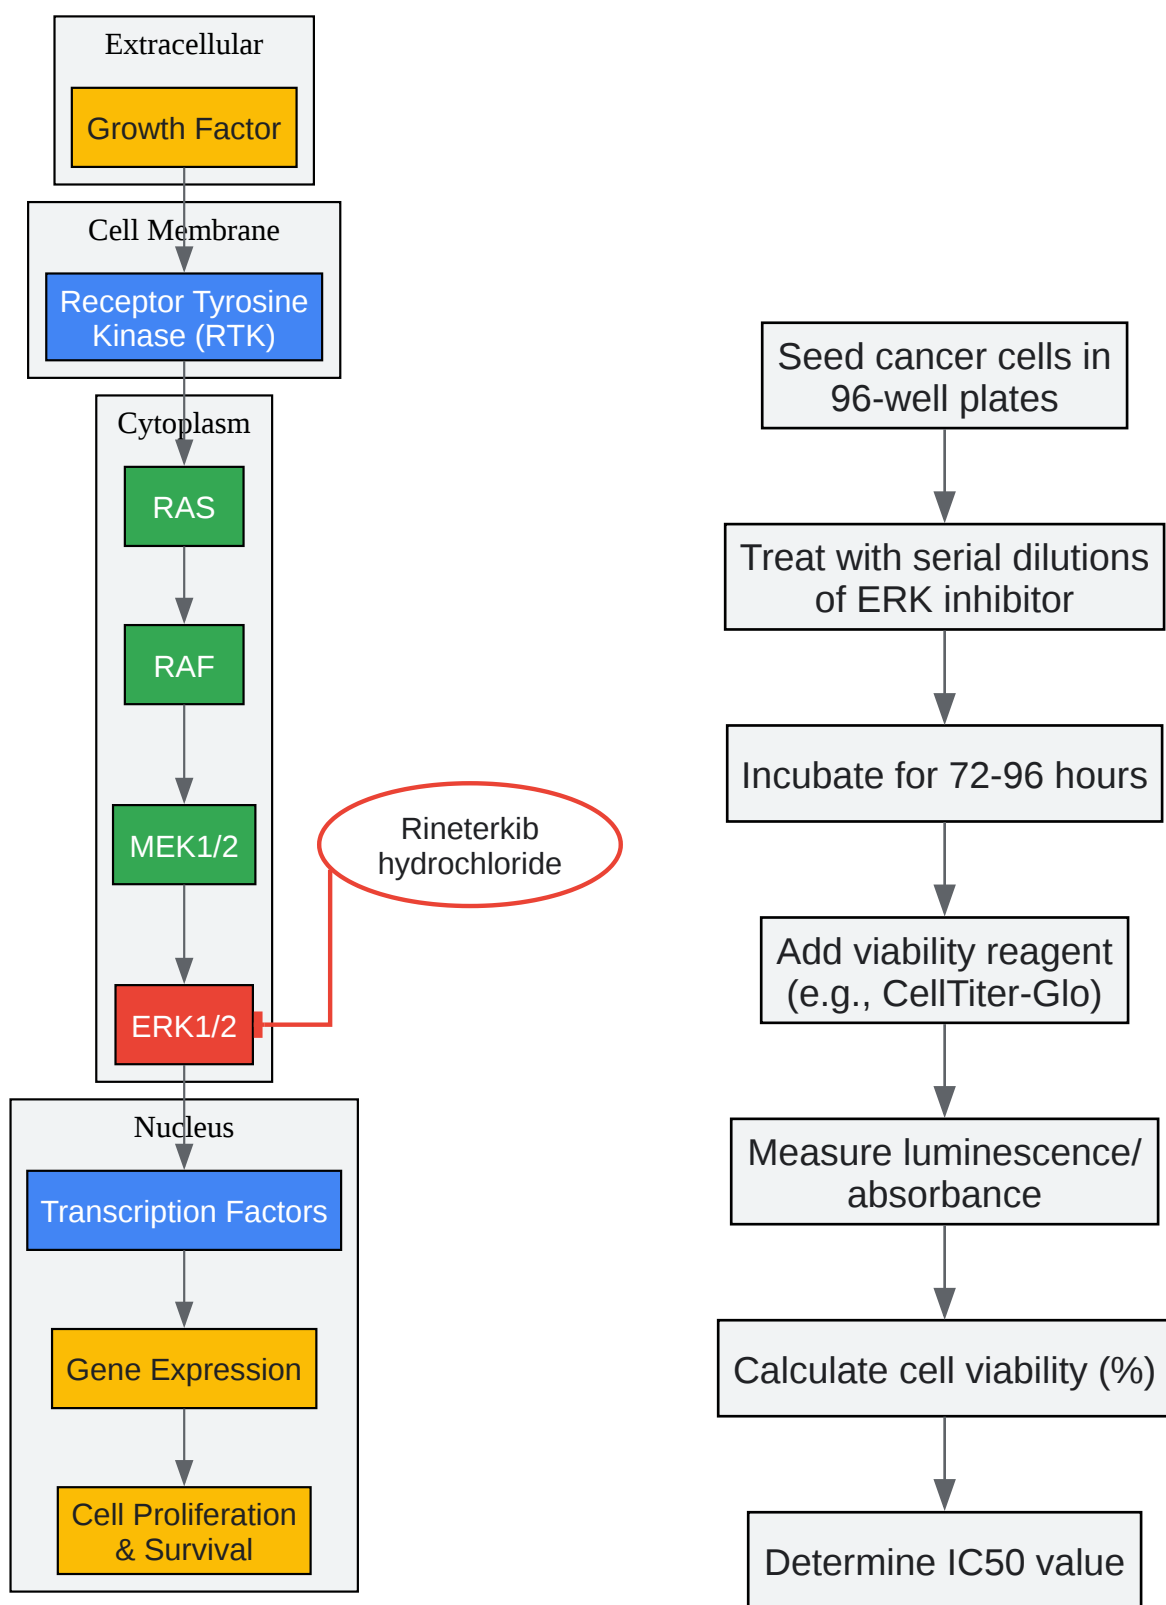 Extracellular
Growth Factor
Cell Membrane
Receptor Tyrosine
Kinase (RTK)
Cytoplasm
RAS
RAF
MEK1/2
Rineterkib
hydrochloride
ERK1/2
Nucleus
Transcription Factors
Gene Expression
Cell Proliferation
& Survival
Seed cancer cells in
96-well plates
Treat with serial dilutions
of ERK inhibitor
Incubate for 72-96 hours
Add viability reagent
(e.g., CellTiter-Glo)
Measure luminescence/
absorbance
Calculate cell viability (%)
Determine IC50 value